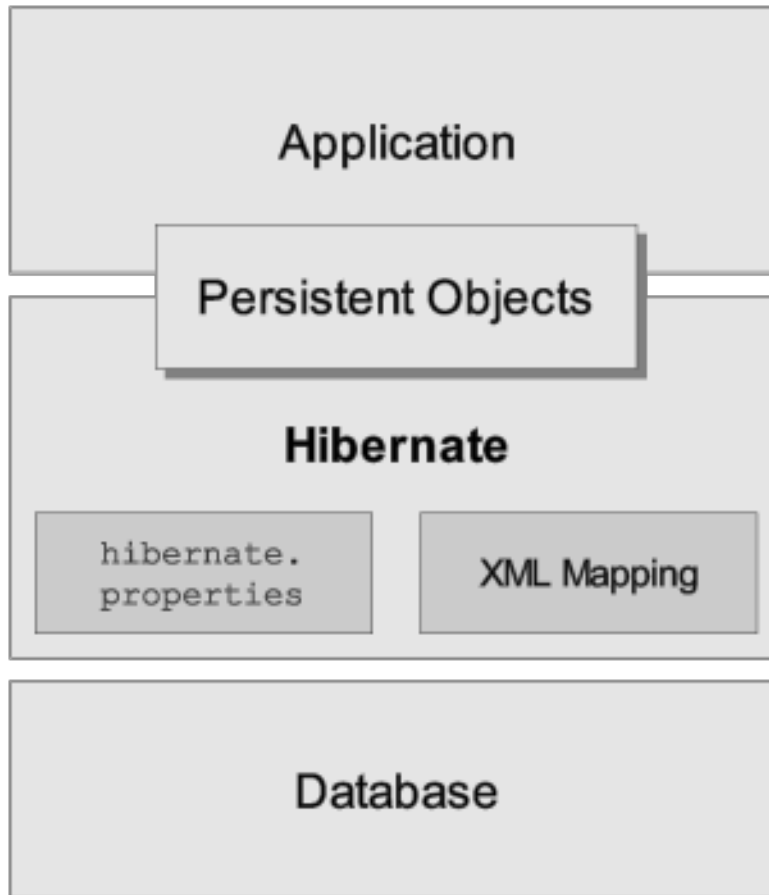 Application
Persistent Objects
Hibernate
hibernate.
properties
XML Mapping
Database